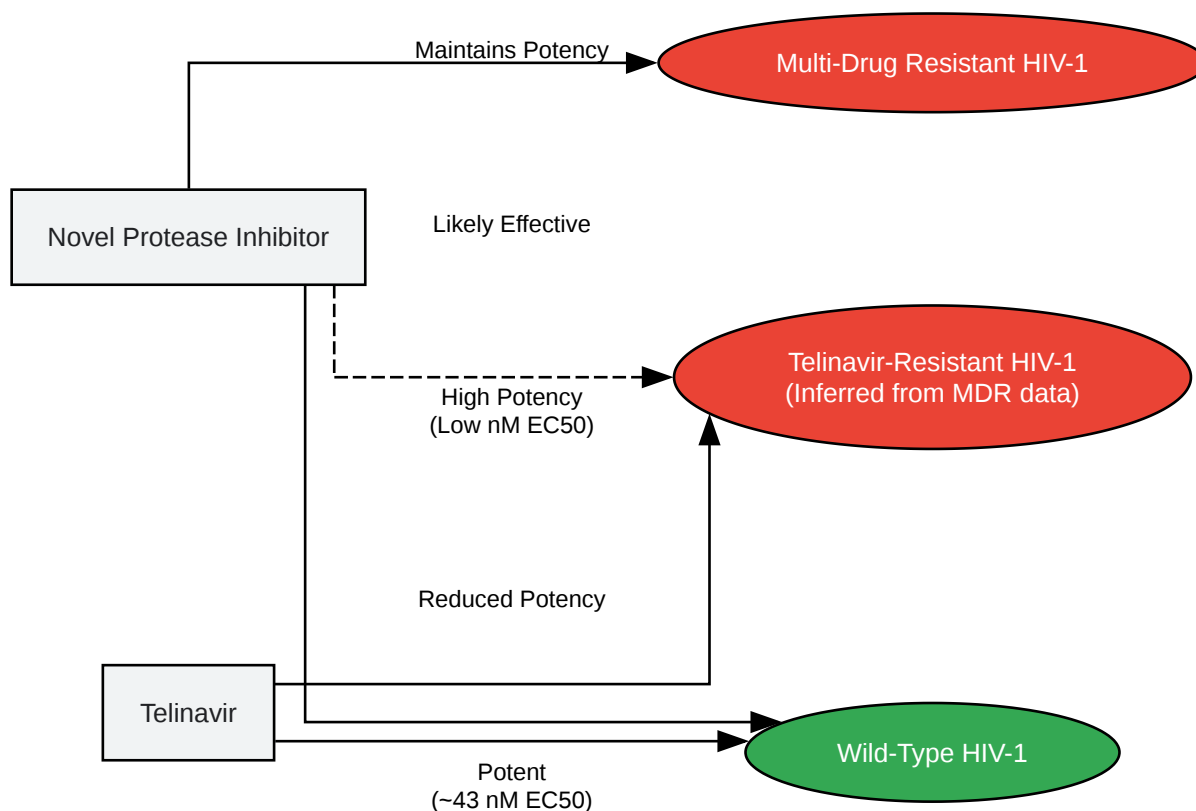 Maintains Potency
Multi-Drug Resistant HIV-1
Novel Protease Inhibitor
Likely Effective
Telinavir-Resistant HIV-1
(Inferred from MDR data)
High Potency
(Low nM EC50)
Reduced Potency
Telinavir
Wild-Type HIV-1
Potent
(~43 nM EC50)